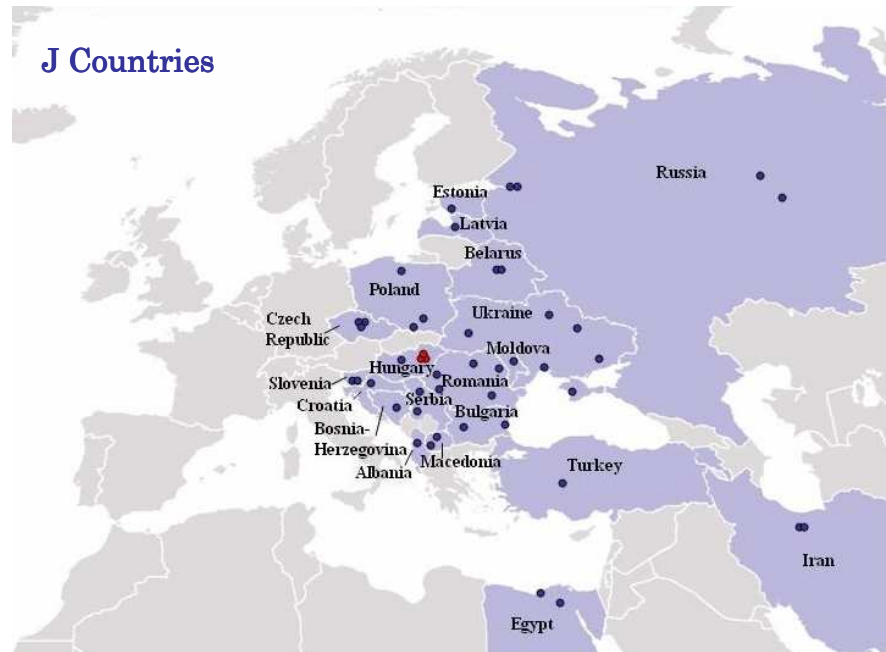 J Countries
Russia
Estonia
Latvia
Belarus
Poland
Ukraine
Czech
Republic
Moldova
Hungary
Slovenia
Romania
Croatia
Serbia
Bulgaria
Bosnia-
Herzegovina
Albania
Macedonia
Turkey
Iran
Egypt